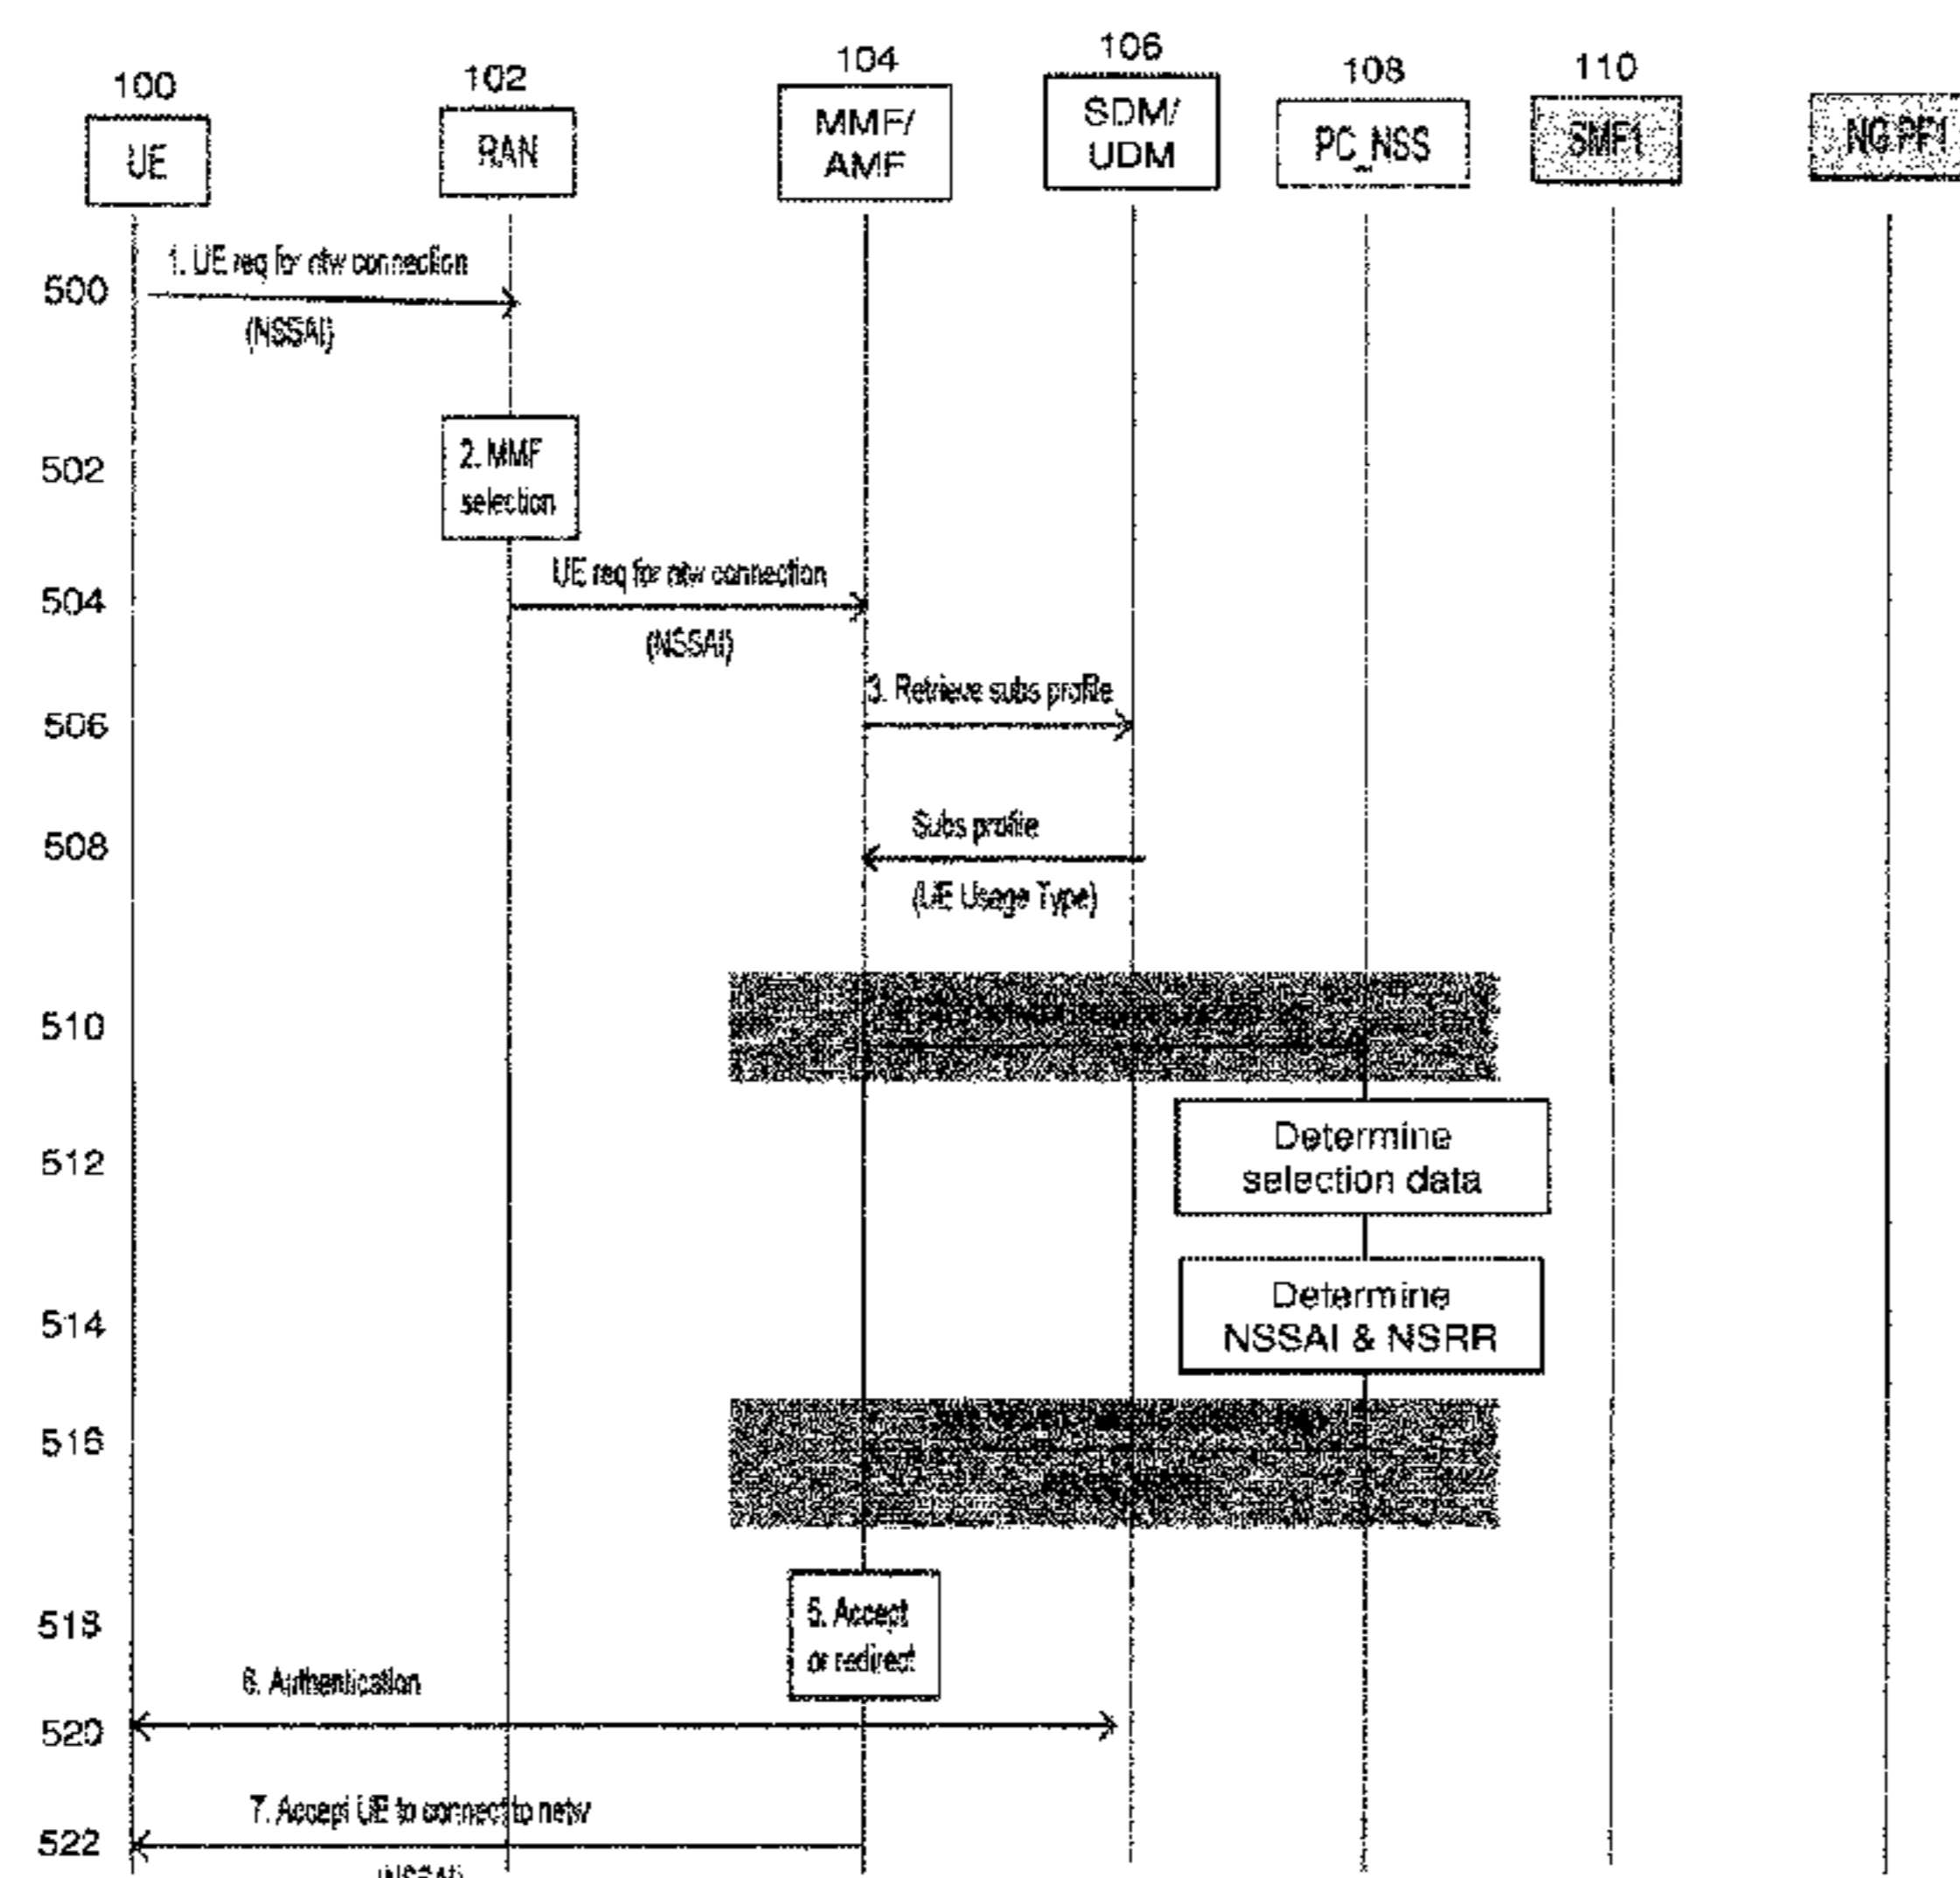 100
102
104
106
108
110
UE
RAN
MMF/
AMF
SDM/
UDM
PC_NSS
SMF1
1. UE req for ntw connection
500
(NSSAI)
502
2. MMF
selection
UE req for ntw connection
504
(NSSAI)
3. Retrieve subs profile
506
Subs profile
508
(UE Usage Type)
510
Determine
selection data
512
Determine
NSSAI & NSRR
514
516
5. Accept
or redirect
518
6. Authentication
520
7. Accept UE to connect to netw
522